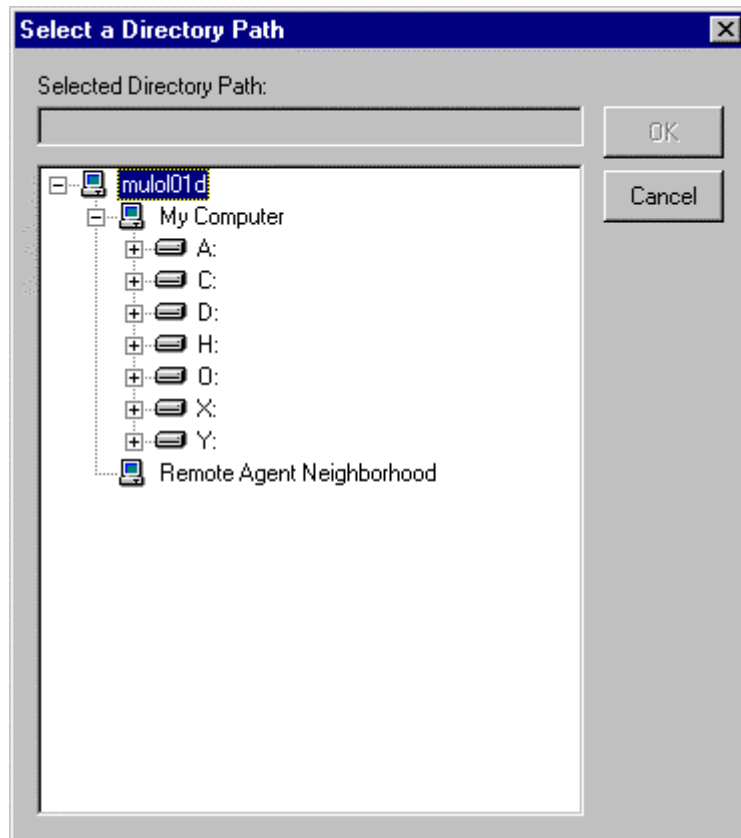 Select a Directory Path
Selected Directory Path:
OK
mulol01d
Cancel
My Computer
A:
C:
D:
H:
O:
X:
Y:
Remote Agent Neighborhood